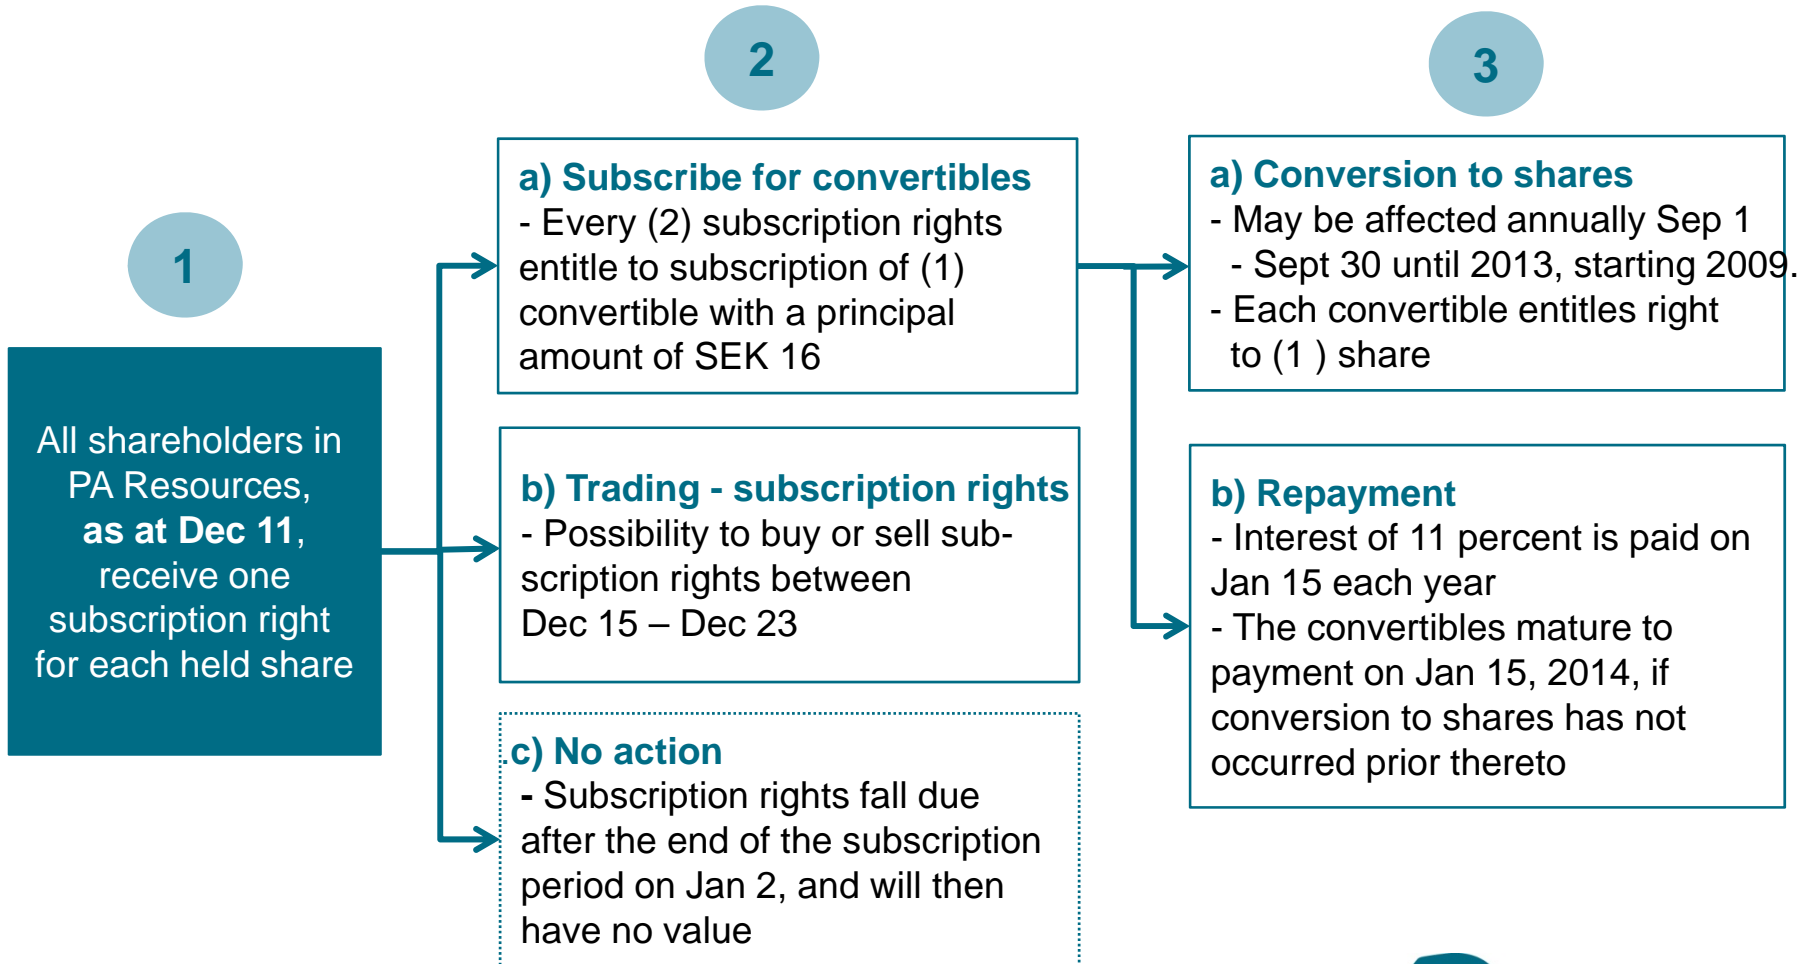 1
All shareholders in
PA Resources,
as at Dec 11,
receive one
subscription right
for each held share
2
a) Subscribe for convertibles
- Every (2) subscription rights
entitle to subscription of (1)
convertible with a principal
amount of SEK 16
b) Trading - subscription rights
- Possibility to buy or sell sub-
scription rights between
Dec 15 – Dec 23
.c) No action
- Subscription rights fall due
after the end of the subscription
period on Jan 2, and will then
have no value
3
a) Conversion to shares
- May be affected annually Sep 1
- Sept 30 until 2013, starting 2009.
- Each convertible entitles right
to (1 ) share
b) Repayment
- Interest of 11 percent is paid on
Jan 15 each year
- The convertibles mature to
payment on Jan 15, 2014, if
conversion to shares has not
occurred prior thereto